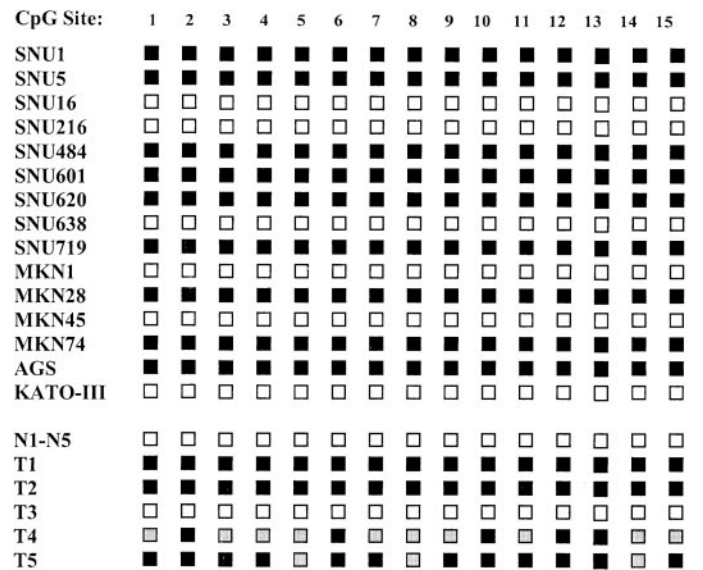 CpG Site: 1 2 3 4 5 6 7 8 9 10 11 12 13 14 15
SNU1
SNU5
SNU16
SNU216
SNU484
SNU601
SNU620
SNU638
SNU719
MKN1
MKN28
MKN45
MKN74
AGS
KATO-III
N1-N5
T1
T2
T3
T4
T5